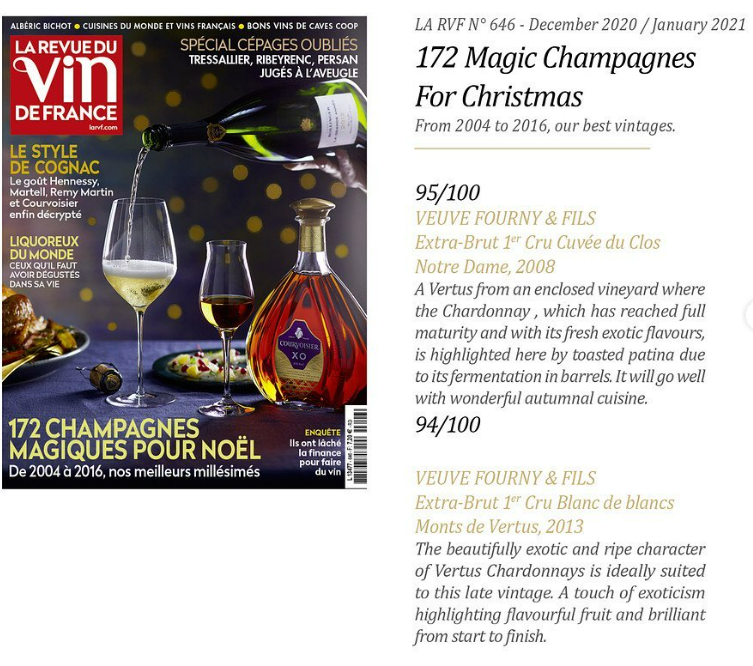 ALBÉRIC BICHOT ● CUISINES DU MONDE ET VINS FRANÇAIS ● BONS VINS DE CAVES COOP
LA REVUE DU
vin
DE FRANCE
larvf.com
SPÉCIAL CÉPAGES OUBLIÉS
TRESSALLIER, RIBEYRENC, PERSAN
JUGÉS À L'AVEUGLE
LE STYLE
DE COGNAC
Le goût Hennessy,
Martell, Remy Martin
et Courvoisier
enfin décrypté
LIQUOREUX
DU MONDE
CEUX QU'IL FAUT
AVOIR DÉGUSTÉS
DANS SA VIE
COURVOISIER
XO
172 CHAMPAGNES
MAGIQUES POUR NOËL
De 2004 à 2016, nos meilleurs millésimés
ENQUÊTE
Ils ont lâché
la finance
pour faire
du vin
LA RVF N° 646 - December 2020 / January 2021
172 Magic Champagnes
For Christmas
From 2004 to 2016, our best vintages.
95/100
VEUVE FOURNY & FILS
Extra-Brut 1er Cru Cuvée du Clos
Notre Dame, 2008
A Vertus from an enclosed vineyard where
the Chardonnay , which has reached full
maturity and with its fresh exotic flavours,
is highlighted here by toasted patina due
to its fermentation in barrels. It will go well
with wonderful autumnal cuisine.
94/100
VEUVE FOURNY & FILS
Extra-Brut 1er Cru Blanc de blancs
Monts de Vertus, 2013
The beautifully exotic and ripe character
of Vertus Chardonnays is ideally suited
to this late vintage. A touch of exoticism
highlighting flavourful fruit and brilliant
from start to finish.